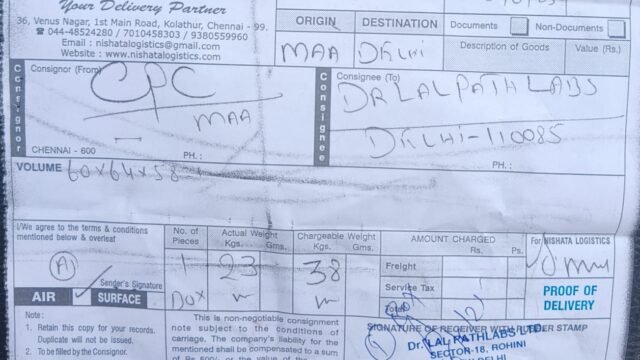 Your Delivery Partner
36, Venus Nagar, 1st Main Road, Kolathur, Chennai - 99.
☎ 044-48524280 / 7010458303 / 9380559960
Email : nishatalogistics@gmail.com
Website : www.nishatalogistics.com
ORIGIN DESTINATION Documents Non-Documents
MAA DELHI Description of Goods Value (Rs.)
Consignor Consignor (From) Consignee Consignee (To)
CPC DR LAL PATH LABS
MAA
DELHI-110085
CHENNAI - 600 PH. : PH. :
VOLUME 60x64x58
I/We agree to the terms & conditions mentioned below & overleaf
No. of Pieces Actual Weight Kgs. Gms. Chargeable Weight Kgs. Gms. AMOUNT CHARGED Rs. Ps. For NISHATA LOGISTICS
A 1 23 38 Freight
Sender's Signature Service Tax
AIR SURFACE BOX PROOF OF DELIVERY
Note :
1. Retain this copy for your records.
Duplicate will not be issued.
2. To be filled by the Consignor.
This is non-negotiable consignment
note subject to the conditions of
carriage. The company's liability for the
mentioned shall be compensated to a sum
SIGNATURE OF RECEIVER WITH RUBBER STAMP
Dr. LAL PATHLABS LTD.
SECTOR-18, ROHINI